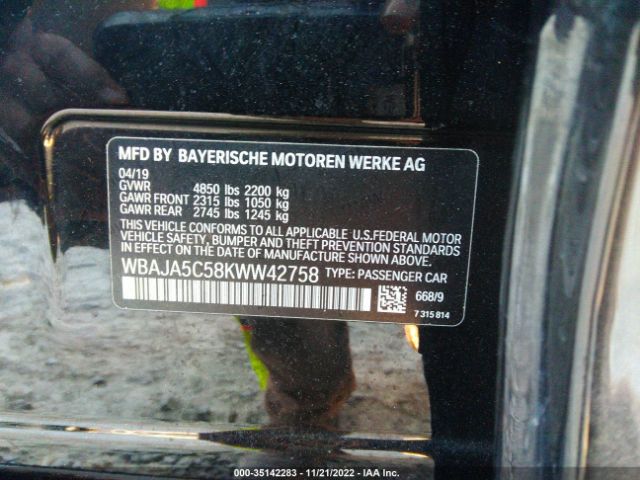 MFD BY BAYERISCHE MOTOREN WERKE AG
04/19
GVWR 4850 lbs 2200 kg
GAWR FRONT 2315 lbs 1050 kg
GAWR REAR 2745 lbs 1245 kg
THIS VEHICLE CONFORMS TO ALL APPLICABLE U.S.FEDERAL MOTOR
VEHICLE SAFETY, BUMPER AND THEFT PREVENTION STANDARDS
IN EFFECT ON THE DATE OF MANUFACTURE SHOWN ABOVE.
WBAJA5C58KWW42758 TYPE: PASSENGER CAR
668/9
7 315 814
000-35142283 - 11/21/2022 - IAA Inc.